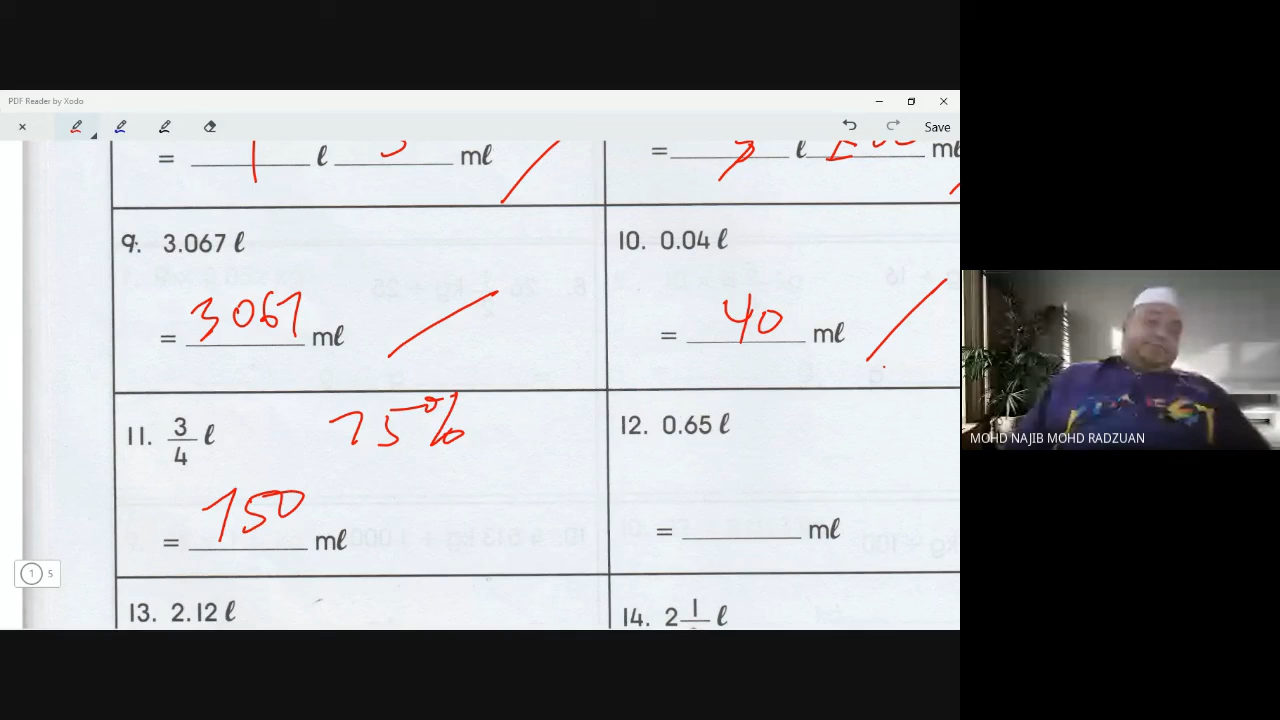 PDF Reader by Xodo
Save
= 1 ℓ ml
= ℓ ml
9. 3.067 ℓ
= 3067 ml
10. 0.04 ℓ
= 40 ml
11. 3/4 ℓ
75%
= 750 ml
12. 0.65 ℓ
= ml
1 5
13. 2.12 ℓ
14. 2 1 ℓ
MOHD NAJIB MOHD RADZUAN